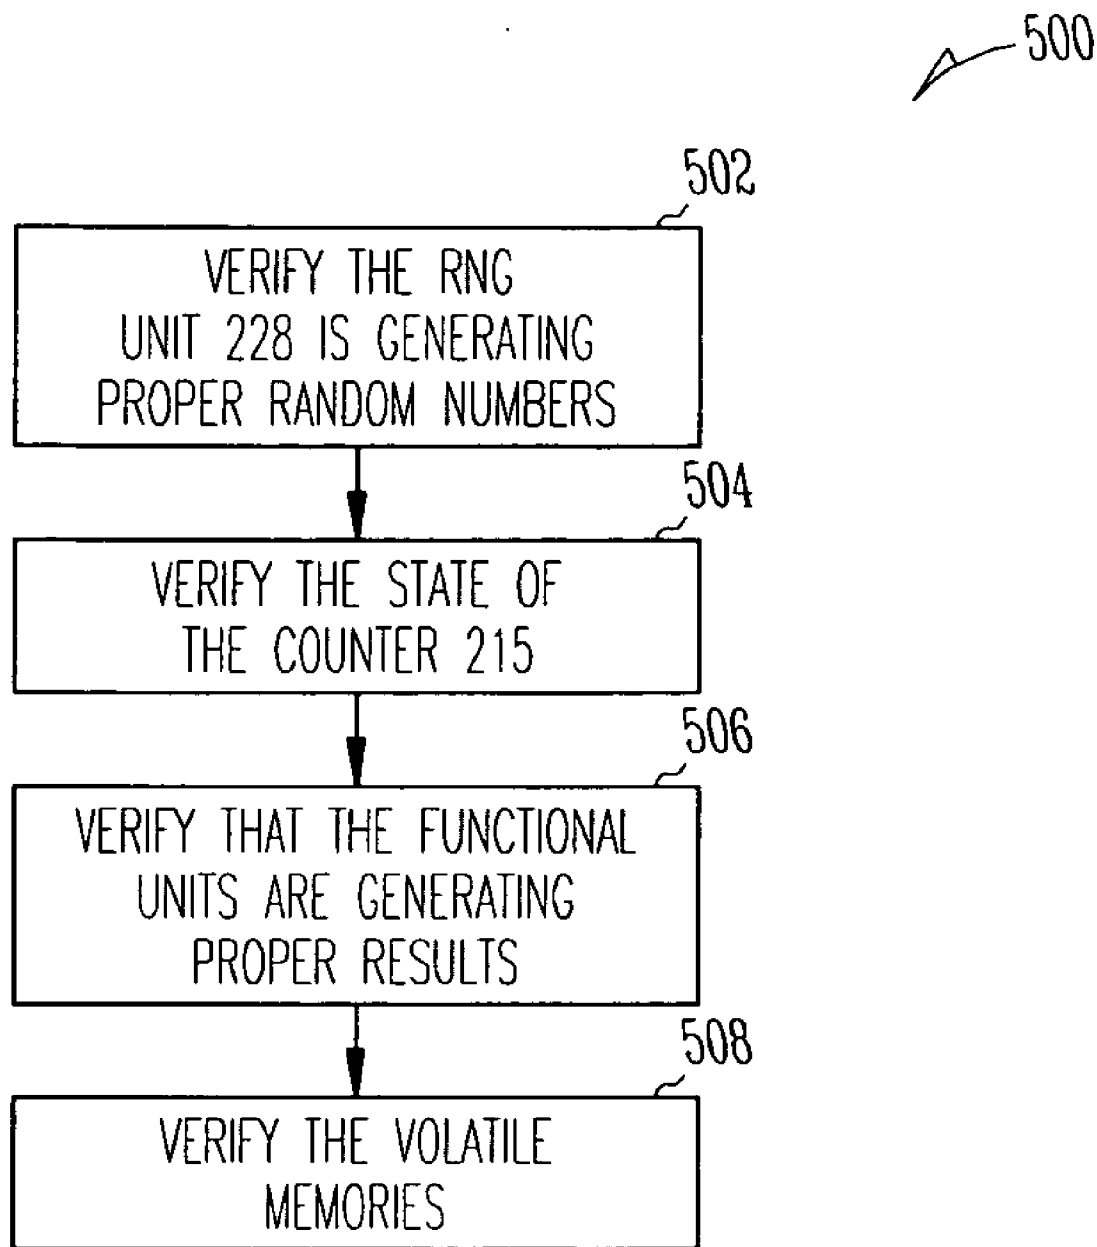 500
502
VERIFY THE RNG
UNIT 228 IS GENERATING
PROPER RANDOM NUMBERS
504
VERIFY THE STATE OF
THE COUNTER 215
506
VERIFY THAT THE FUNCTIONAL
UNITS ARE GENERATING
PROPER RESULTS
508
VERIFY THE VOLATILE
MEMORIES